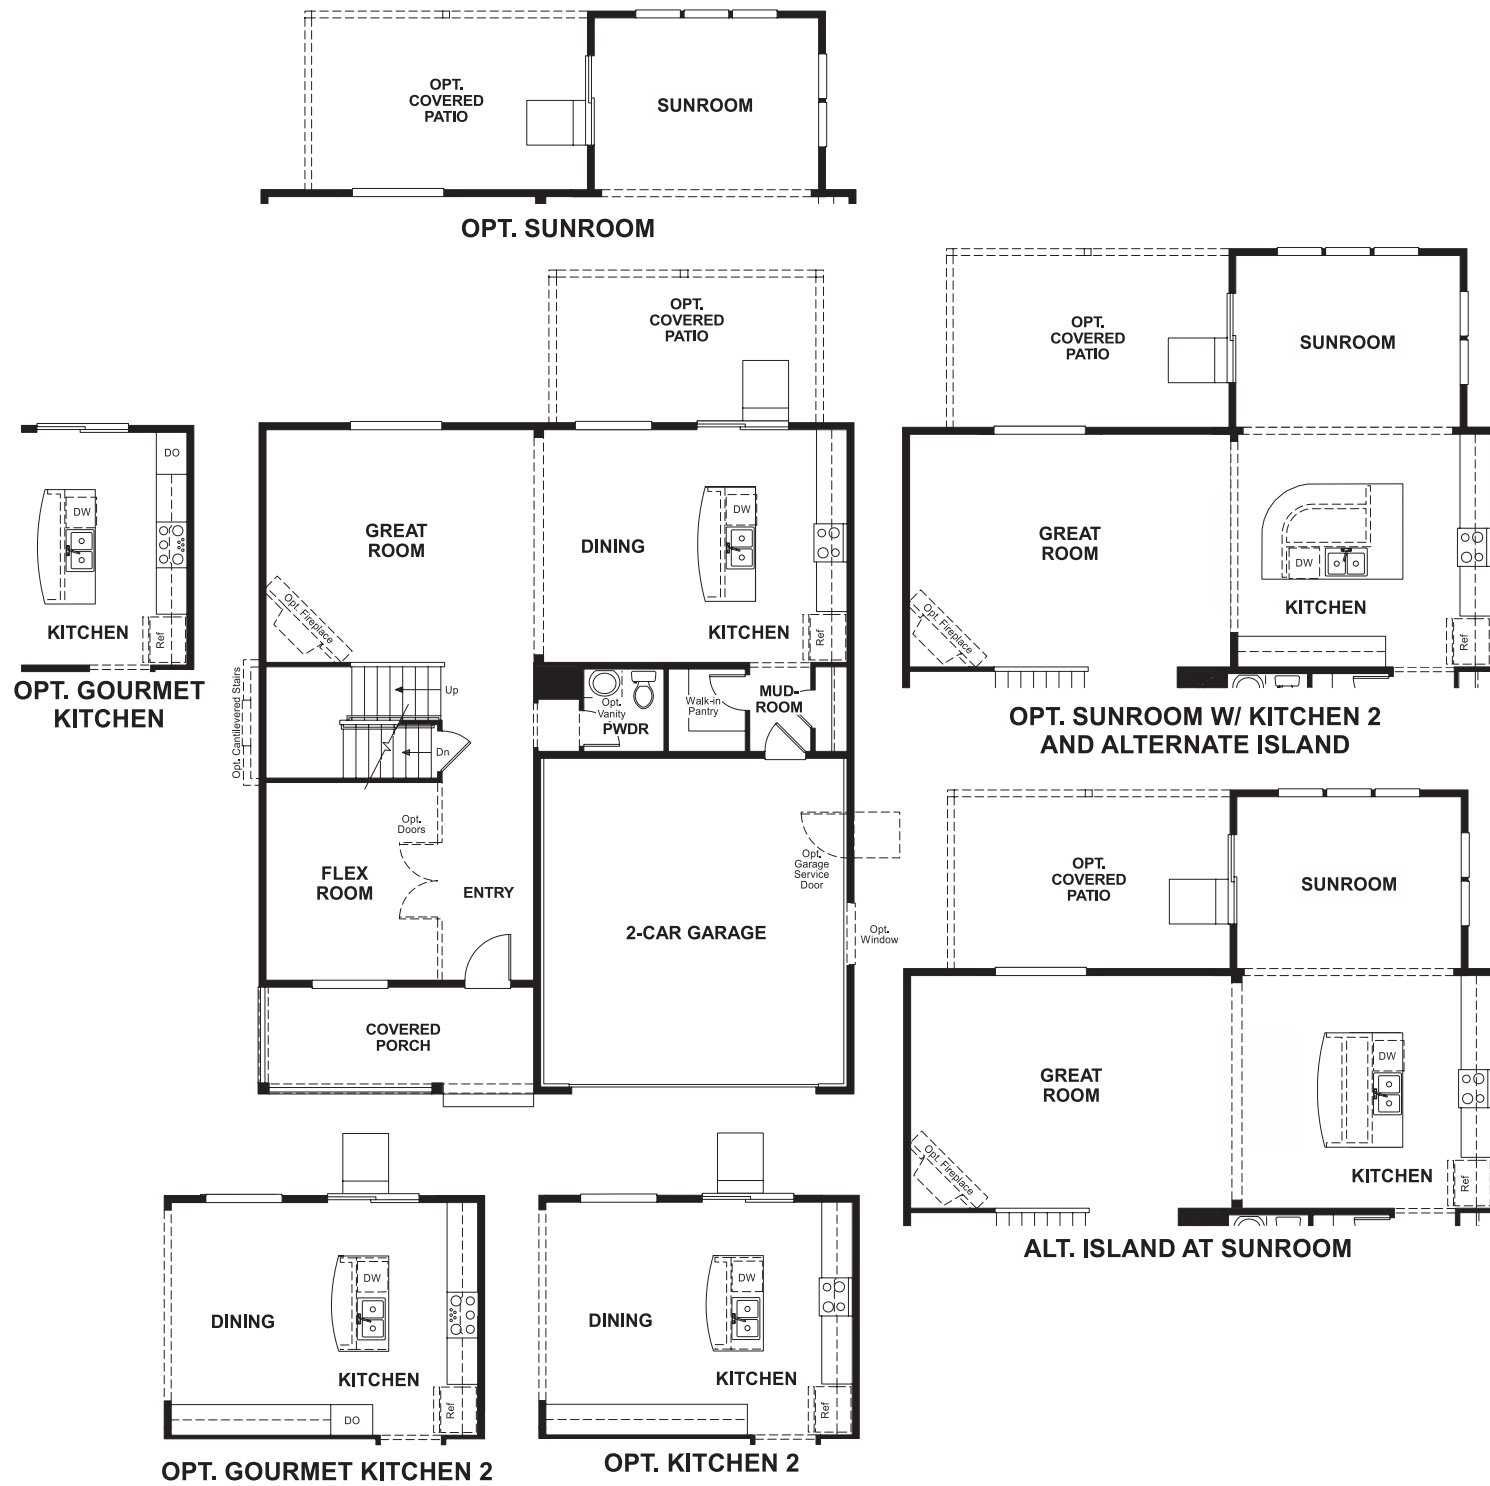 OPT.
COVERED
PATIO
SUNROOM
OPT. SUNROOM
OPT.
COVERED
PATIO
GREAT
ROOM
DINING
DW
KITCHEN
Ref
Opt. Fireplace
Opt. Cantilevered Stairs
Up
Dn
Opt.
Vanity
PWDR
Walk-in
Pantry
MUD-
ROOM
Opt.
Doors
FLEX
ROOM
ENTRY
Opt.
Garage
Service
Door
2-CAR GARAGE
Opt.
Window
COVERED
PORCH
DO
DW
KITCHEN
Ref
OPT. GOURMET
KITCHEN
OPT.
COVERED
PATIO
SUNROOM
GREAT
ROOM
DW
KITCHEN
Opt. Fireplace
Ref
OPT. SUNROOM W/ KITCHEN 2
AND ALTERNATE ISLAND
OPT.
COVERED
PATIO
SUNROOM
DW
GREAT
ROOM
KITCHEN
Opt. Fireplace
Ref
ALT. ISLAND AT SUNROOM
DW
DINING
KITCHEN
DO
Ref
OPT. GOURMET KITCHEN 2
DW
DINING
KITCHEN
Ref
OPT. KITCHEN 2